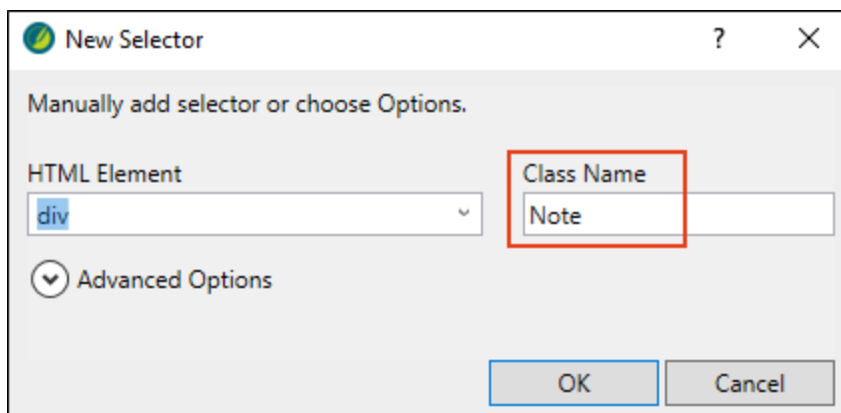 New Selector
?
Manually add selector or choose Options.
HTML Element
Class Name
div
Note
Advanced Options
OK
Cancel